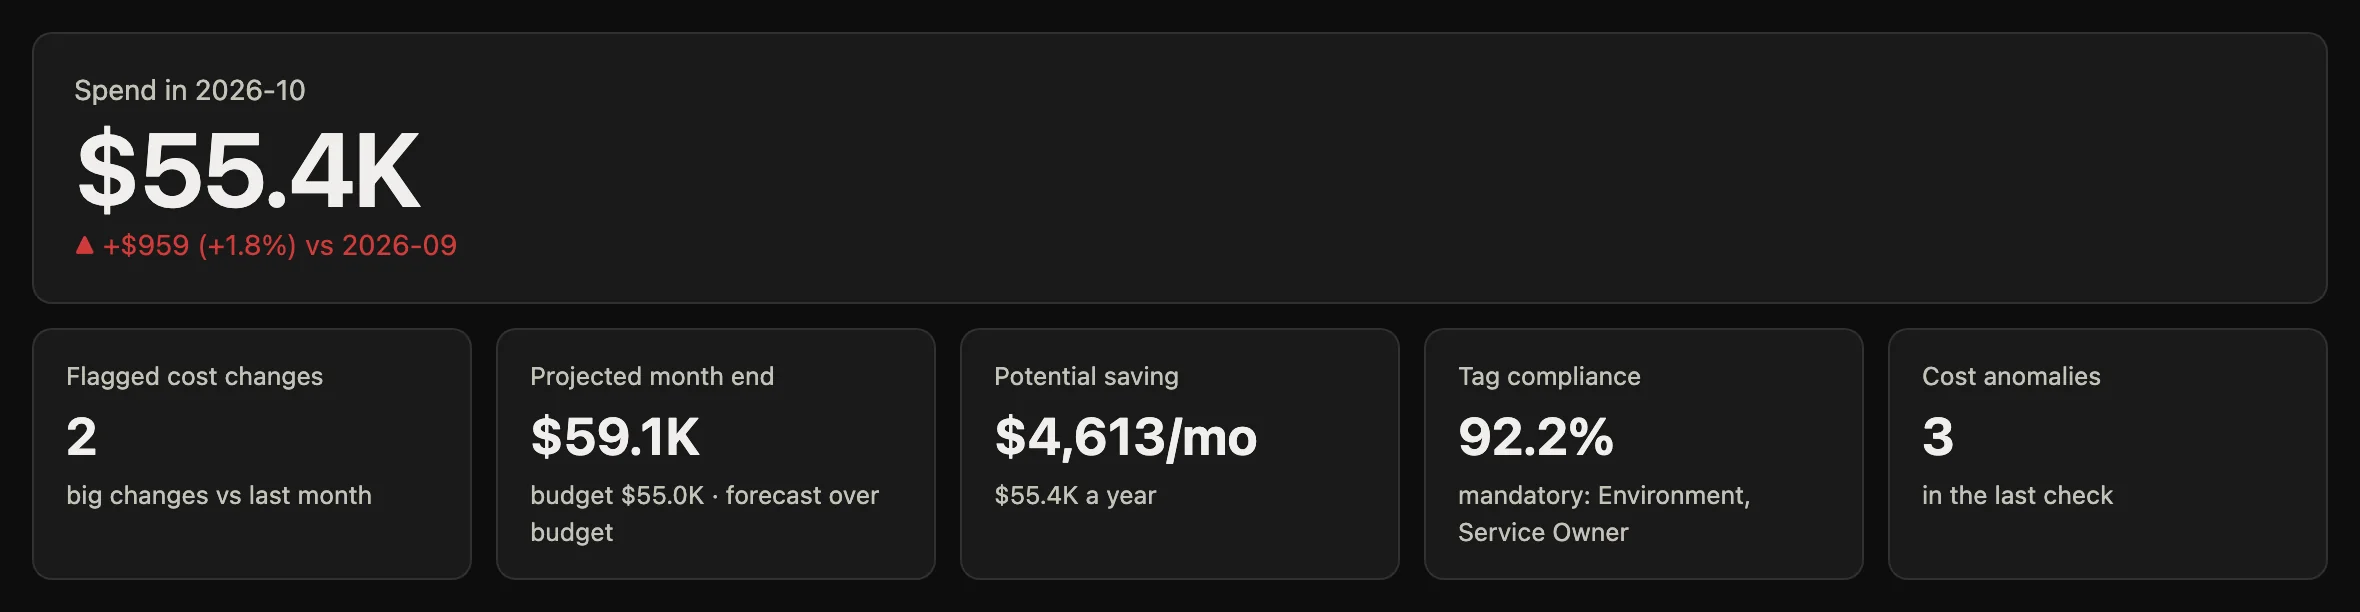 Spend in 2026-10
$55.4K
▲ +$959 (+1.8%) vs 2026-09
Flagged cost changes
2
big changes vs last month
Projected month end
$59.1K
budget $55.0K · forecast over
budget
Potential saving
$4,613/mo
$55.4K a year
Tag compliance
92.2%
mandatory: Environment,
Service Owner
Cost anomalies
3
in the last check